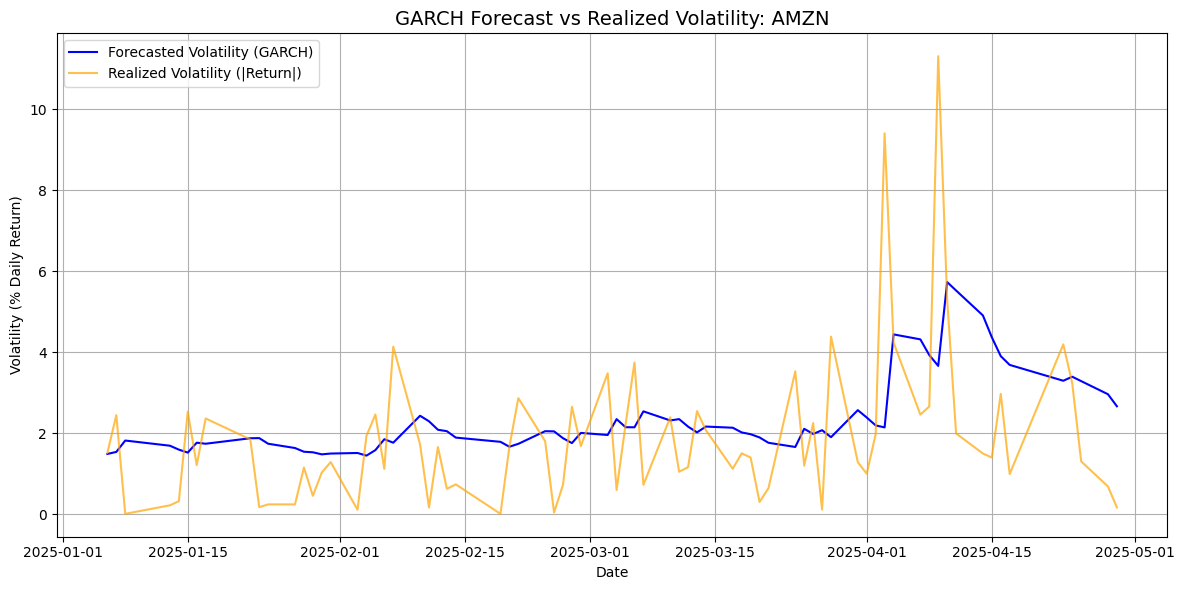 GARCH Forecast vs Realized Volatility: AMZN
Forecasted Volatility (GARCH)
Realized Volatility (|Return|)
Volatility (% Daily Return)
10
8
6
4
2
0
2025-01-01 2025-01-15 2025-02-01 2025-02-15 2025-03-01 2025-03-15 2025-04-01 2025-04-15 2025-05-01
Date